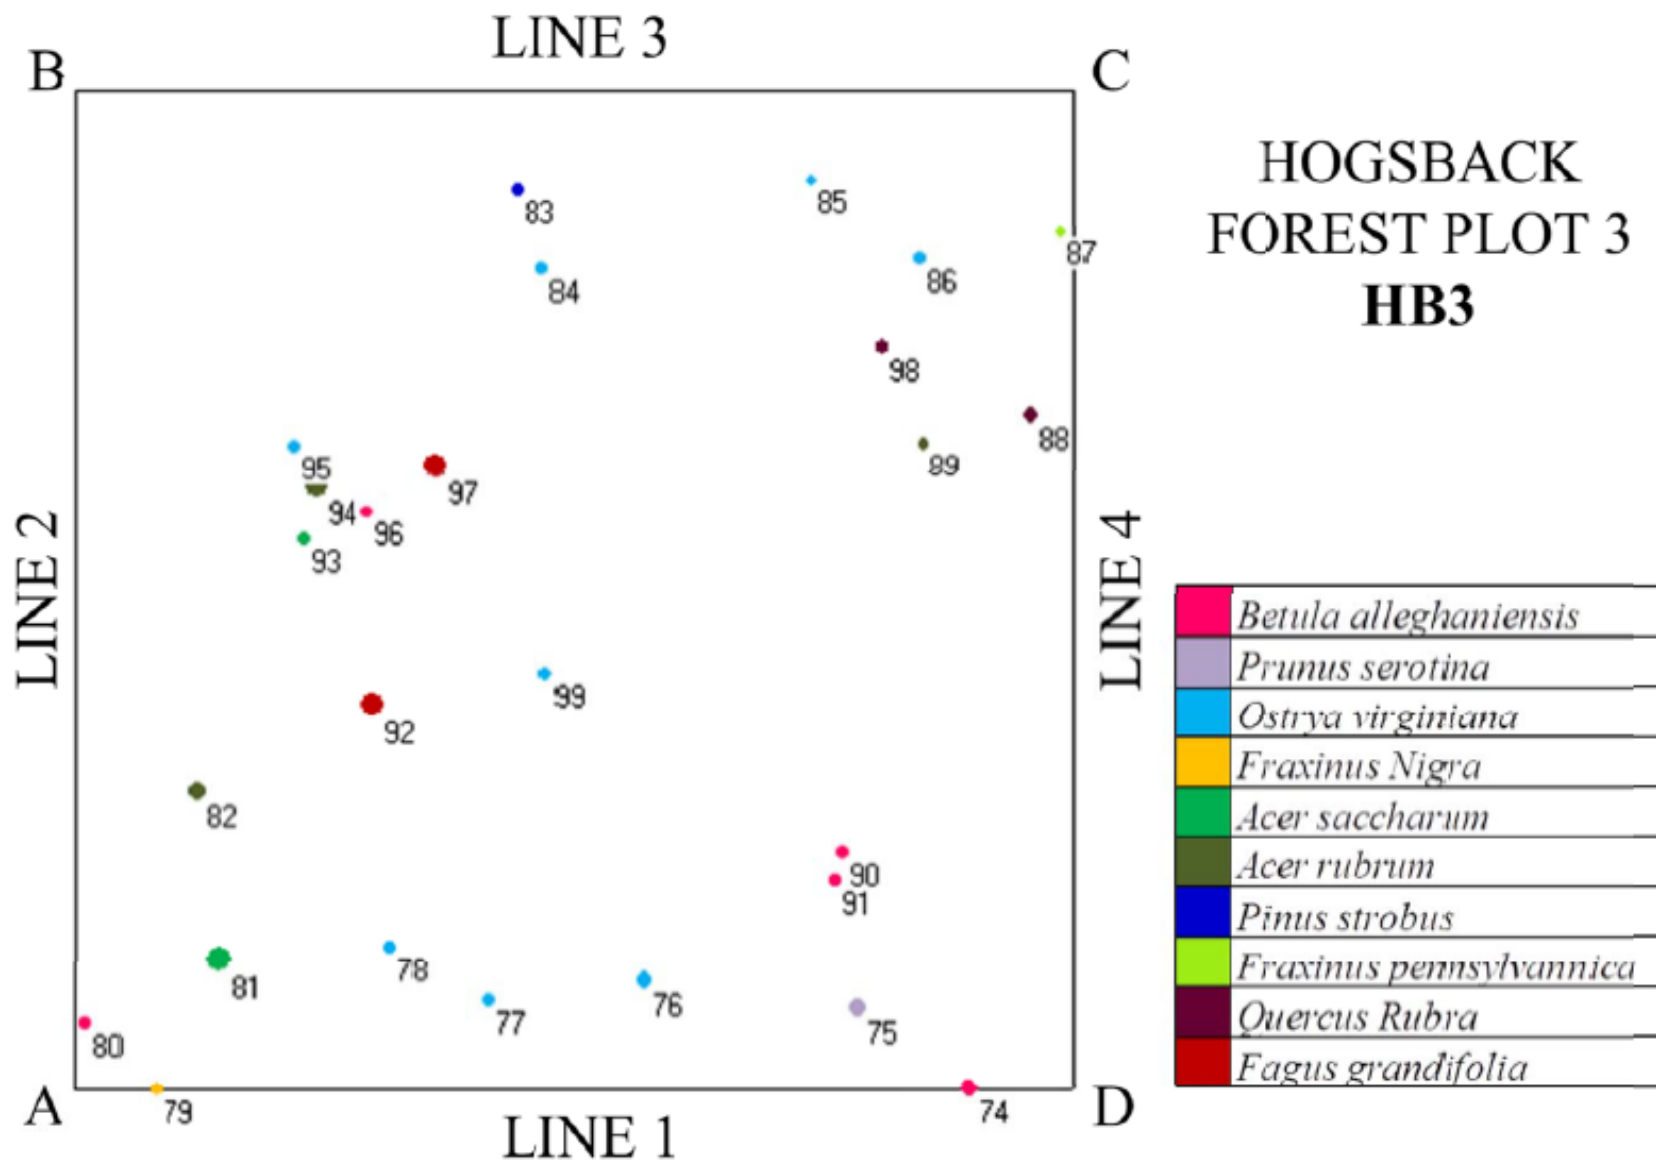 LINE 3
B
C
83
85
84
86
87
98
88
89
95
94
96
97
93
LINE 2
LINE 4
99
92
82
90
91
81
78
77
76
75
80
A
79
LINE 1
74
D
HOGSBACK
FOREST PLOT 3
HB3
Betula alleghaniensis
Prunus serotina
Ostrya virginiana
Fraxinus Nigra
Acer saccharum
Acer rubrum
Pinus strobus
Fraxinus pennsylvannica
Quercus Rubra
Fagus grandifolia